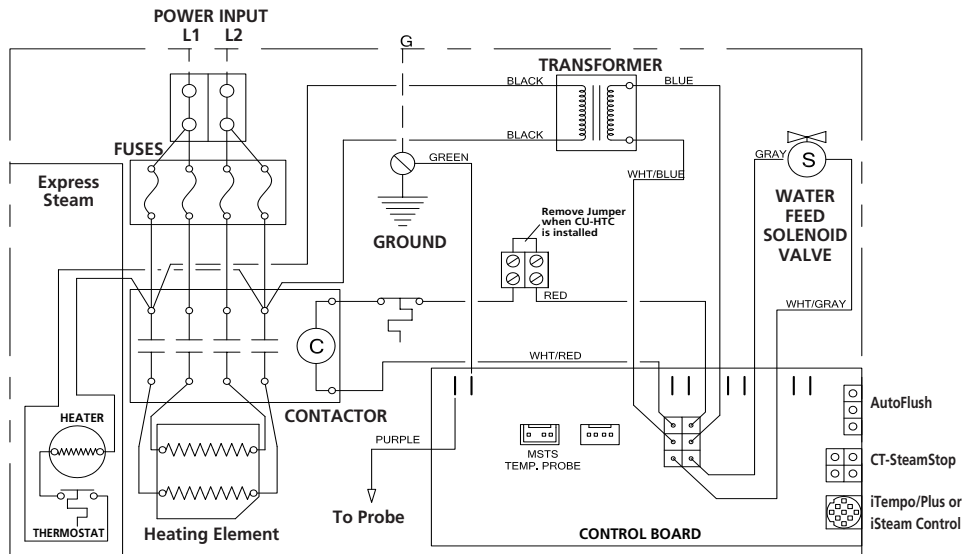 POWER INPUT
L1 L2
G
TRANSFORMER
BLACK
BLUE
FUSES
BLACK
GREEN
GRAY
S
Express
Steam
WHT/BLUE
WATER
FEED
SOLENOID
VALVE
Remove Jumper
when CU-HTC
is installed
GROUND
RED
WHT/GRAY
C
WHT/RED
CONTACTOR
AutoFlush
HEATER
PURPLE
MSTS
TEMP. PROBE
CT-SteamStop
iTempo/Plus or
iSteam Control
THERMOSTAT
Heating Element
To Probe
CONTROL BOARD